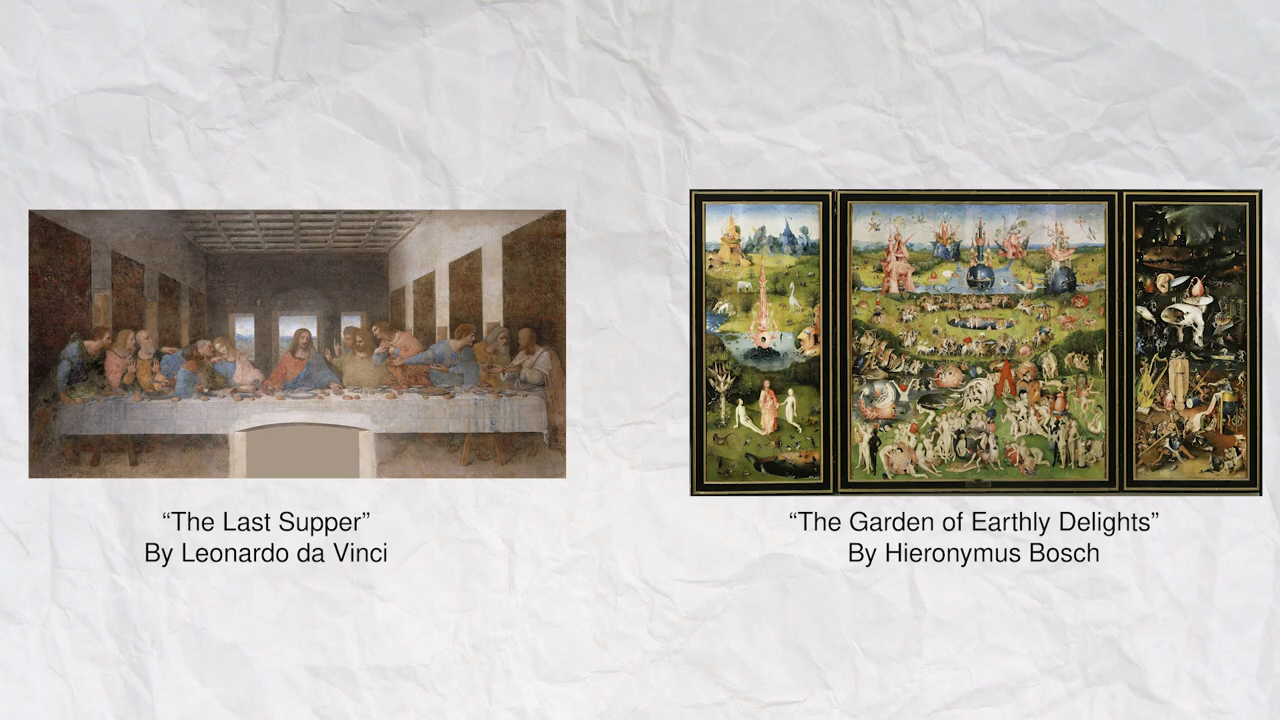 “The Last Supper”
By Leonardo da Vinci
“The Garden of Earthly Delights”
By Hieronymus Bosch